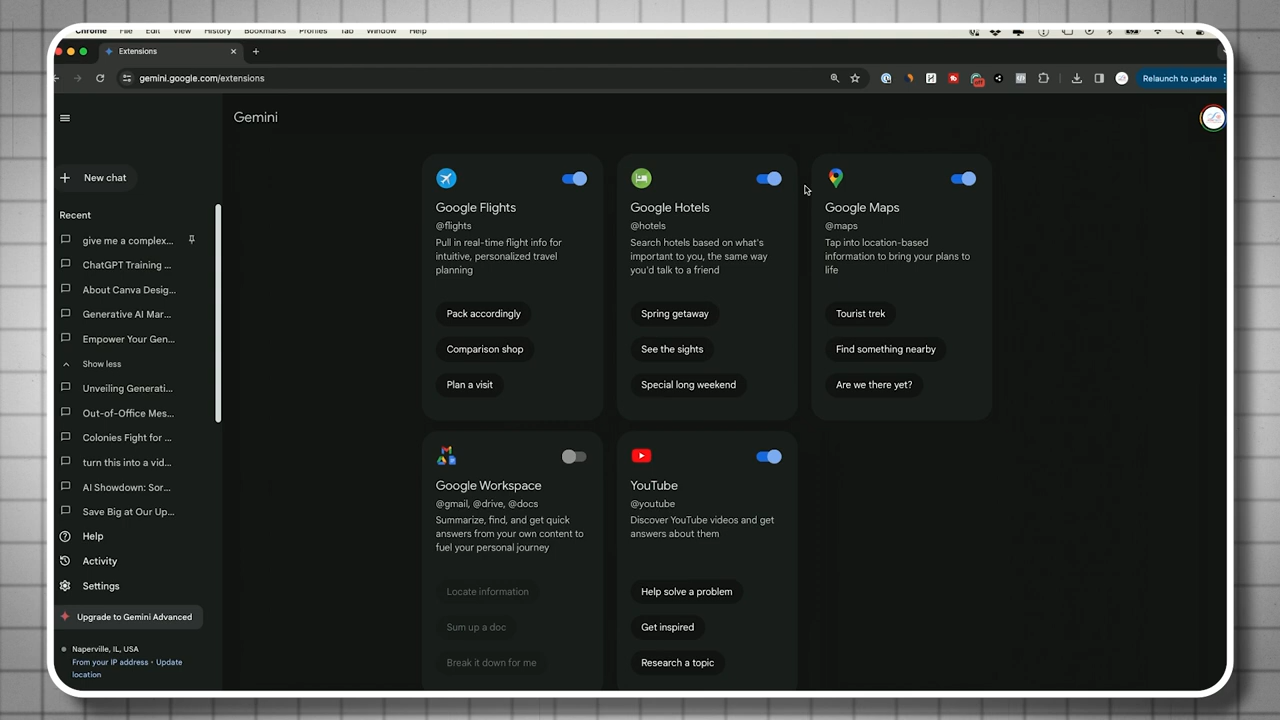 Chrome File Edit View History Bookmarks Profiles Tab Window Help
Extensions
gemini.google.com/extensions
Relaunch to update
Gemini
New chat
Recent
give me a complex...
ChatGPT Training ...
About Canva Desig...
Generative AI Mar...
Empower Your Gen...
Show less
Unveiling Generati...
Out-of-Office Mes...
Colonies Fight for ...
turn this into a vid...
AI Showdown: Sor...
Save Big at Our Up...
Help
Activity
Settings
Upgrade to Gemini Advanced
Naperville, IL, USA
From your IP address • Update
location
Google Flights
@flights
Pull in real-time flight info for
intuitive, personalized travel
planning
Pack accordingly
Comparison shop
Plan a visit
Google Hotels
@hotels
Search hotels based on what's
important to you, the same way
you'd talk to a friend
Spring getaway
See the sights
Special long weekend
Google Maps
@maps
Tap into location-based
information to bring your plans to
life
Tourist trek
Find something nearby
Are we there yet?
Google Workspace
@gmail, @drive, @docs
Summarize, find, and get quick
answers from your own content to
fuel your personal journey
Locate information
Sum up a doc
Break it down for me
YouTube
@youtube
Discover YouTube videos and get
answers about them
Help solve a problem
Get inspired
Research a topic